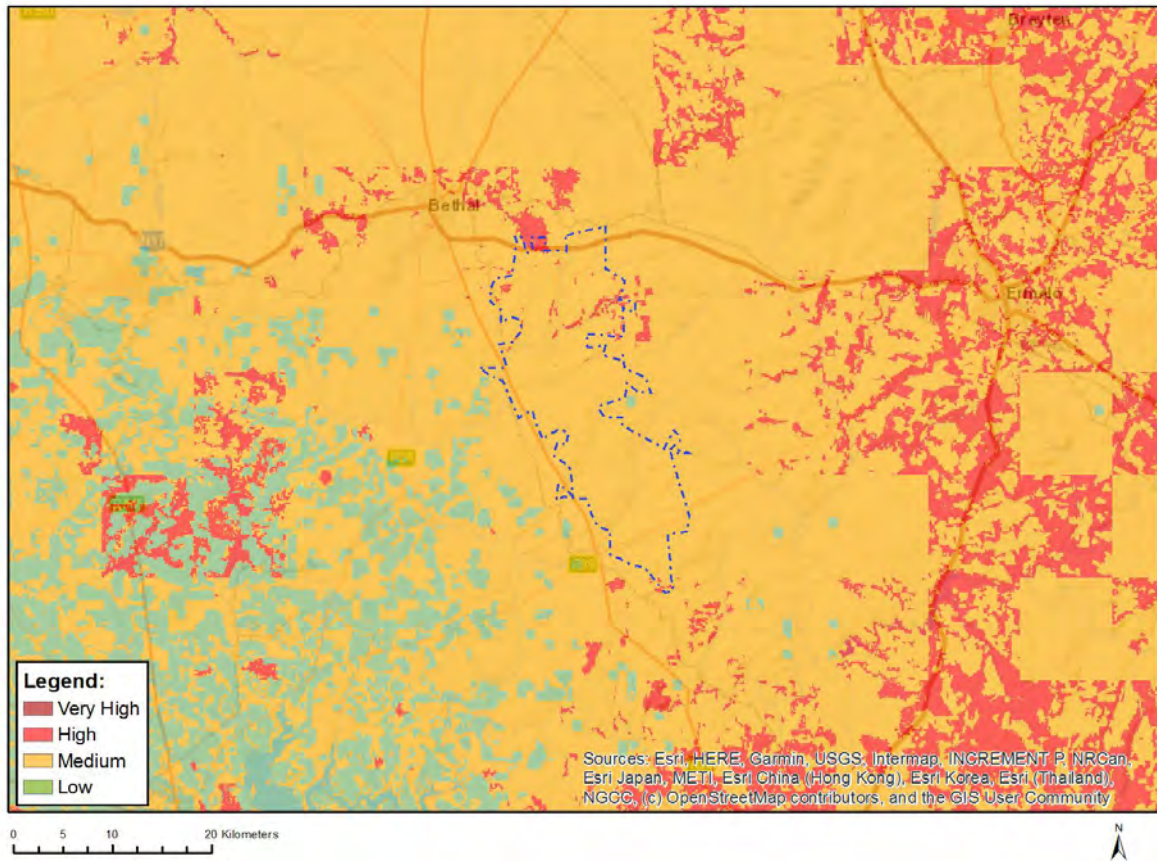 Breyten
Bethal
Ermelo
Legend:
Very High
High
Medium
Low
Sources: Esri, HERE, Garmin, USGS, Intermap, INCREMENT P, NRCan,
Esri Japan, METI, Esri China (Hong Kong), Esri Korea, Esri (Thailand),
NGCC, (c) OpenStreetMap contributors, and the GIS User Community
0 5 10 20 Kilometers
N